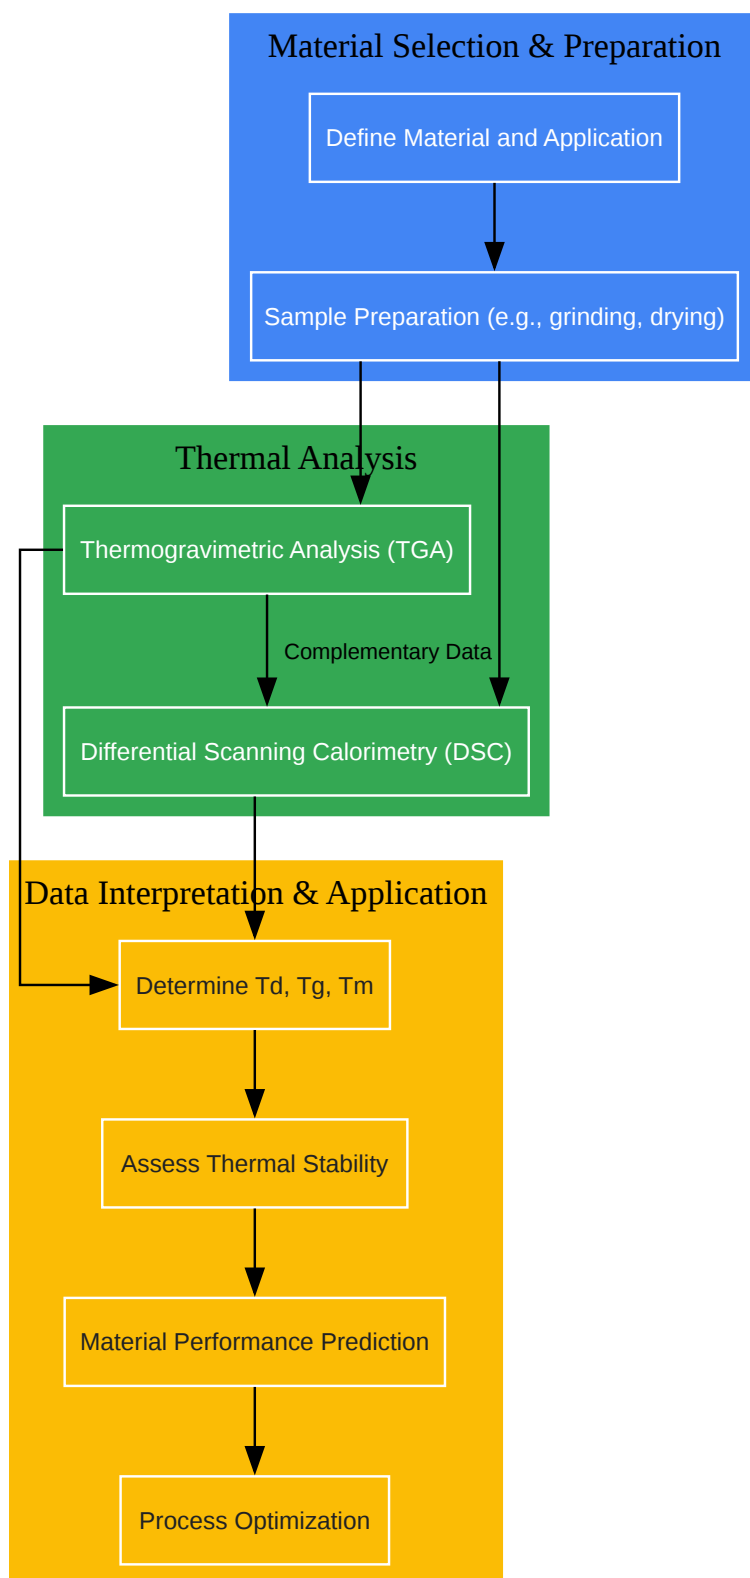 Material Selection & Preparation
Define Material and Application
Sample Preparation (e.g., grinding, drying)
Thermal Analysis
Thermogravimetric Analysis (TGA)
Complementary Data
Differential Scanning Calorimetry (DSC)
Data Interpretation & Application
Determine Td, Tg, Tm
Assess Thermal Stability
Material Performance Prediction
Process Optimization